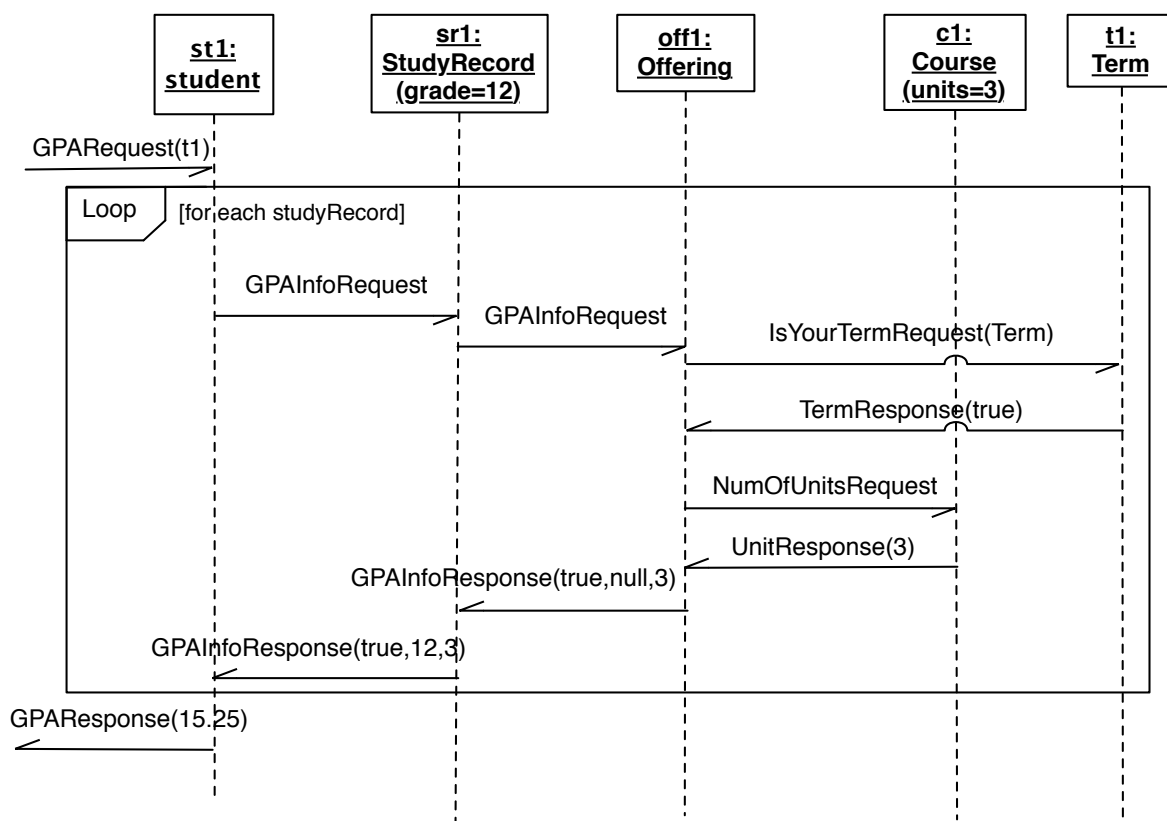 st1:
student
sr1:
StudyRecord
(grade=12)
off1:
Offering
c1:
Course
(units=3)
t1:
Term
GPARequest(t1)
Loop
[for each studyRecord]
GPAInfoRequest
GPAInfoRequest
IsYourTermRequest(Term)
TermResponse(true)
NumOfUnitsRequest
UnitResponse(3)
GPAInfoResponse(true,null,3)
GPAInfoResponse(true,12,3)
GPAResponse(15.25)